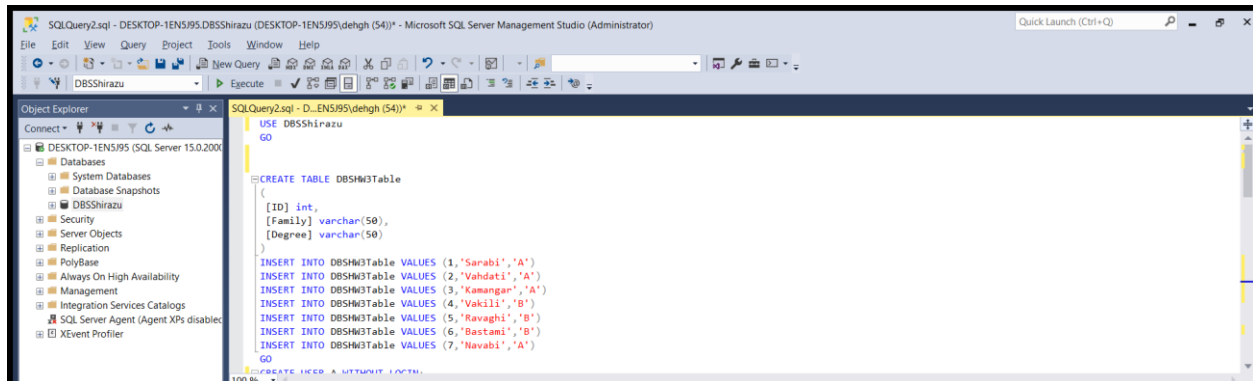 SQLQuery2.sql - DESKTOP-1EN5J95.DBSShirazu (DESKTOP-1EN5J95\dehgh (54))* - Microsoft SQL Server Management Studio (Administrator)
Quick Launch (Ctrl+Q)
File Edit View Query Project Tools Window Help
New Query
DBSShirazu
Execute
Object Explorer
SQLQuery2.sql - D...EN5J95\dehgh (54))*
Connect
DESKTOP-1EN5J95 (SQL Server 15.0.2000
Databases
System Databases
Database Snapshots
DBSShirazu
Security
Server Objects
Replication
PolyBase
Always On High Availability
Management
Integration Services Catalogs
SQL Server Agent (Agent XPs disabled
XEvent Profiler
USE DBSShirazu
GO
CREATE TABLE DBSHW3Table
(
[ID] int,
[Family] varchar(50),
[Degree] varchar(50)
)
INSERT INTO DBSHW3Table VALUES (1,'Sarabi','A')
INSERT INTO DBSHW3Table VALUES (2,'Vahdati','A')
INSERT INTO DBSHW3Table VALUES (3,'Kamangar','A')
INSERT INTO DBSHW3Table VALUES (4,'Vakili','B')
INSERT INTO DBSHW3Table VALUES (5,'Ravaghi','B')
INSERT INTO DBSHW3Table VALUES (6,'Bastami','B')
INSERT INTO DBSHW3Table VALUES (7,'Navabi','A')
GO
CREATE USER A WITHOUT LOGIN;
100 %